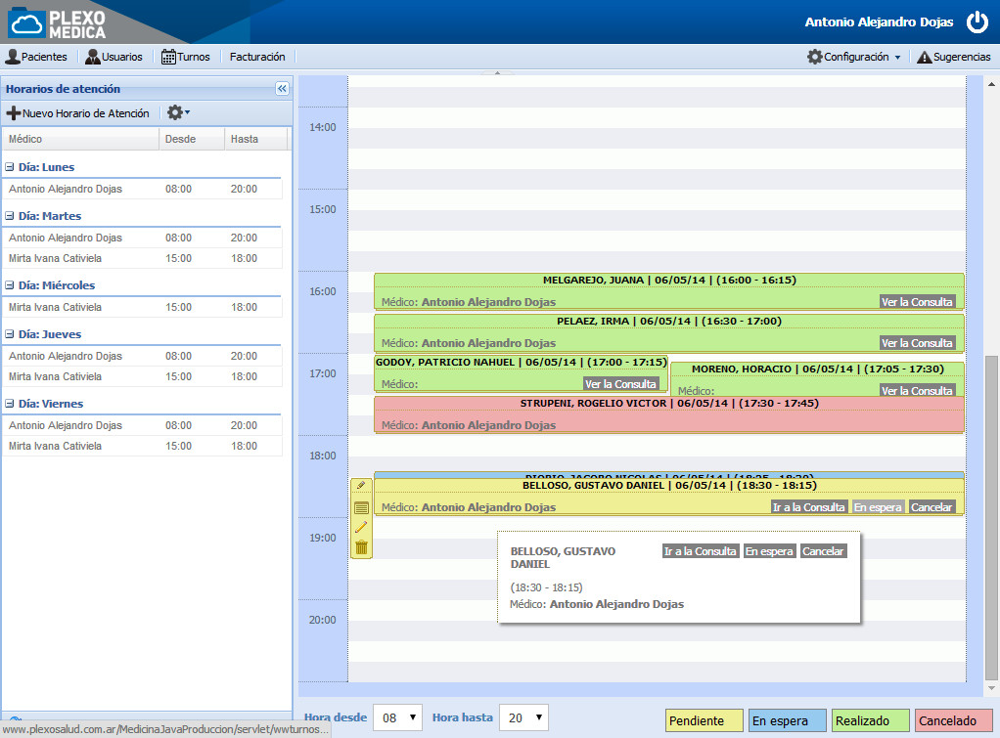 PLEXO
MEDICA
Antonio Alejandro Dojas
Pacientes Usuarios Turnos Facturación Configuración Sugerencias
Horarios de atención
Nuevo Horario de Atención
Médico Desde Hasta
Día: Lunes
Antonio Alejandro Dojas 08:00 20:00
Día: Martes
Antonio Alejandro Dojas 08:00 20:00
Mirta Ivana Cativiela 15:00 18:00
Día: Miércoles
Mirta Ivana Cativiela 15:00 18:00
Día: Jueves
Antonio Alejandro Dojas 08:00 20:00
Mirta Ivana Cativiela 15:00 18:00
Día: Viernes
Antonio Alejandro Dojas 08:00 20:00
Mirta Ivana Cativiela 15:00 18:00
www.plexosalud.com.ar/MedicinaJavaProduccion/servlet/wwturnos...
14:00
15:00
16:00
MELGAREJO, JUANA | 06/05/14 | (16:00 - 16:15)
Médico: Antonio Alejandro Dojas Ver la Consulta
PELAEZ, IRMA | 06/05/14 | (16:30 - 17:00)
Médico: Antonio Alejandro Dojas Ver la Consulta
17:00
GODOY, PATRICIO NAHUEL | 06/05/14 | (17:00 - 17:15)
Médico: Ver la Consulta
MORENO, HORACIO | 06/05/14 | (17:05 - 17:30)
Médico: Ver la Consulta
STRUPENI, ROGELIO VICTOR | 06/05/14 | (17:30 - 17:45)
Médico: Antonio Alejandro Dojas
18:00
DIORIO, JACOBO NICOLAS | 06/05/14 | (18:25 - 18:30)
BELLOSO, GUSTAVO DANIEL | 06/05/14 | (18:30 - 18:15)
Médico: Antonio Alejandro Dojas Ir a la Consulta En espera Cancelar
19:00
BELLOSO, GUSTAVO
DANIEL
Ir a la Consulta En espera Cancelar
(18:30 - 18:15)
Médico: Antonio Alejandro Dojas
20:00
Hora desde 08 Hora hasta 20
Pendiente En espera Realizado Cancelado